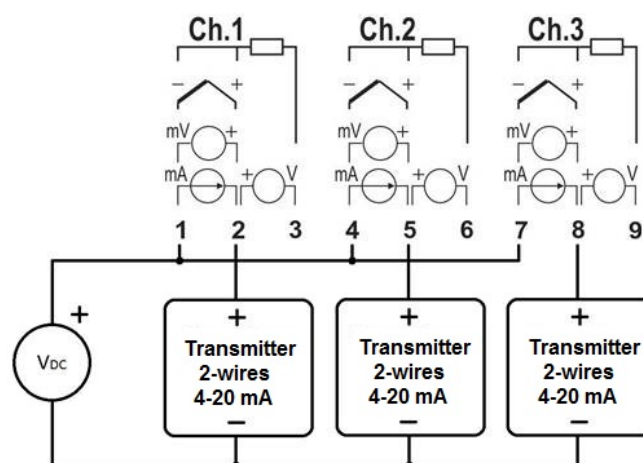 Ch.1 Ch.2 Ch.3
− + − + − +
mV + mV + mV +
mA + V mA + V mA + V
1 2 3 4 5 6 7 8 9
+
VDC
+ + +
Transmitter Transmitter Transmitter
2-wires 2-wires 2-wires
4-20 mA 4-20 mA 4-20 mA
− − −